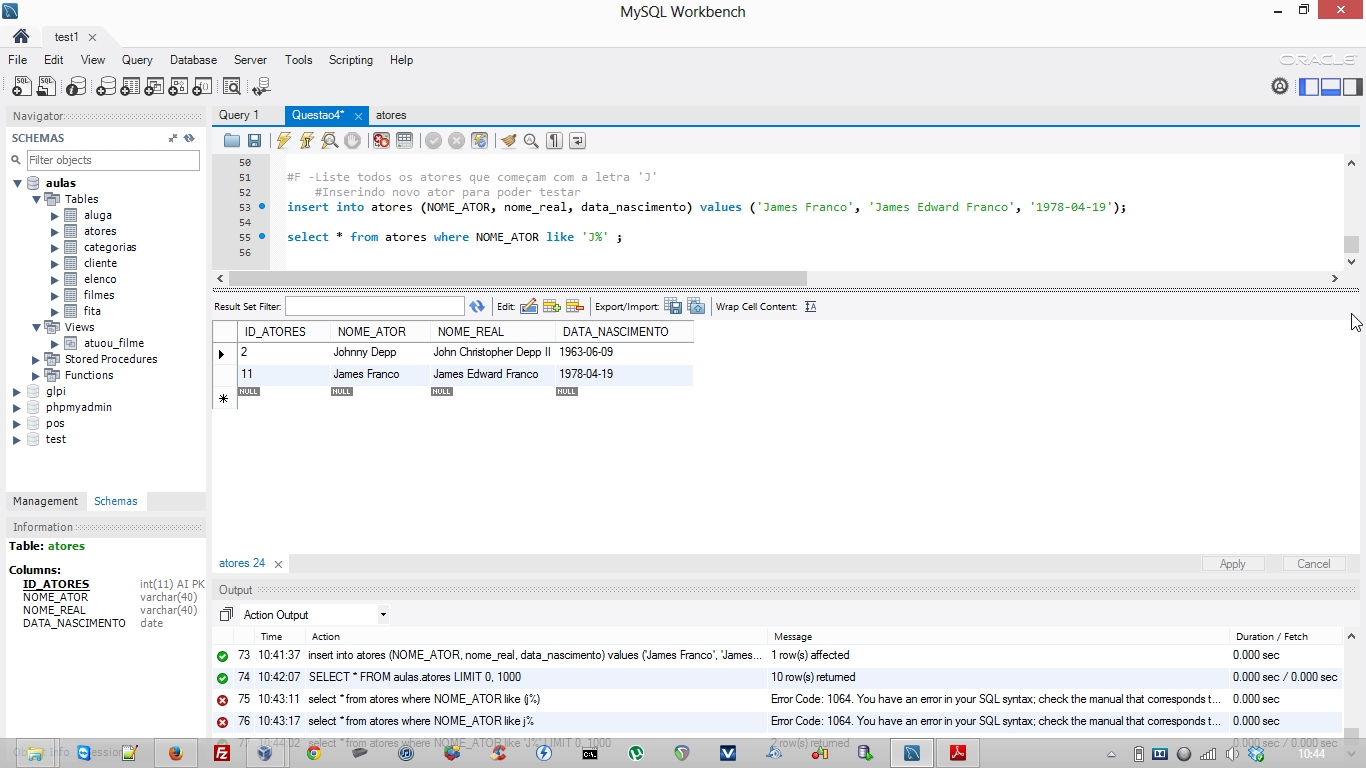 MySQL Workbench
test1
File Edit View Query Database Server Tools Scripting Help
ORACLE
Navigator
SCHEMAS
Filter objects
aulas
Tables
aluga
atores
categorias
cliente
elenco
filmes
fita
Views
atuou_filme
Stored Procedures
Functions
glpi
phpmyadmin
pos
test
Management Schemas
Information
Table: atores
Columns:
ID_ATORES int(11) AI PK
NOME_ATOR varchar(40)
NOME_REAL varchar(40)
DATA_NASCIMENTO date
Object Info Session
Query 1 Questao4* atores
50
51 #F -Liste todos os atores que começam com a letra 'J'
52 #Inserindo novo ator para poder testar
53 insert into atores (NOME_ATOR, nome_real, data_nascimento) values ('James Franco', 'James Edward Franco', '1978-04-19');
54
55 select * from atores where NOME_ATOR like 'J%' ;
56
Result Set Filter: Edit: Export/Import: Wrap Cell Content: IA
ID_ATORES NOME_ATOR NOME_REAL DATA_NASCIMENTO
2 Johnny Depp John Christopher Depp II 1963-06-09
11 James Franco James Edward Franco 1978-04-19
NULL NULL NULL NULL
atores 24 Apply Cancel
Output
Action Output
Time Action Message Duration / Fetch
73 10:41:37 insert into atores (NOME_ATOR, nome_real, data_nascimento) values ('James Franco', 'James... 1 row(s) affected 0.000 sec
74 10:42:07 SELECT * FROM aulas.atores LIMIT 0, 1000 10 row(s) returned 0.000 sec / 0.000 sec
75 10:43:11 select * from atores where NOME_ATOR like (j%) Error Code: 1064. You have an error in your SQL syntax; check the manual that corresponds t... 0.000 sec
76 10:43:17 select * from atores where NOME_ATOR like j% Error Code: 1064. You have an error in your SQL syntax; check the manual that corresponds t... 0.000 sec
77 10:44:02 select * from atores where NOME_ATOR like 'J%' LIMIT 0, 1000 2 row(s) returned 0.000 sec / 0.000 sec
10:44